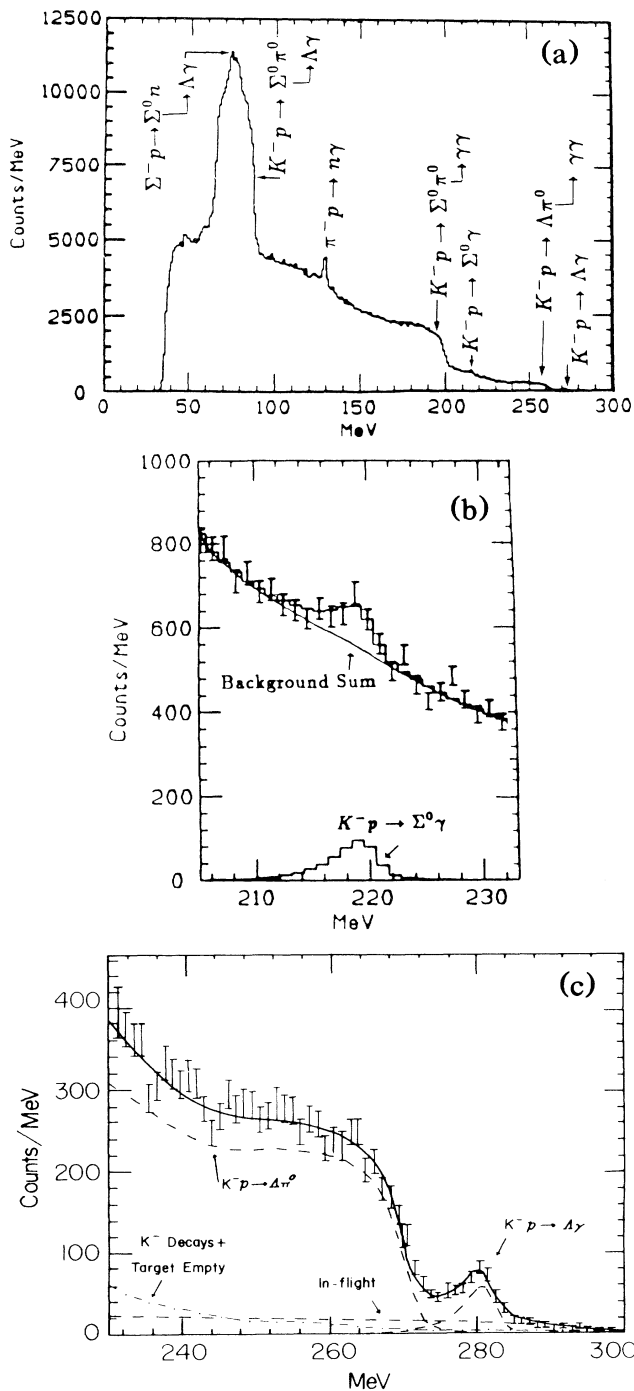 (a)
12500
10000
7500
5000
2500
0
Counts/MeV
Σ⁻p→Σ⁰n
→Λγ
K⁻p→Σ⁰π⁰
→Λγ
π⁻p→nγ
K⁻p→Σ⁰π⁰
→γγ
K⁻p→Σ⁰γ
K⁻p→Λπ⁰
→γγ
K⁻p→Λγ
0 50 100 150 200 250 300
MeV
(b)
1000
800
600
400
200
0
Counts/MeV
Background Sum
K⁻p → Σ⁰γ
210 220 230
MeV
(c)
400
300
200
100
0
Counts/MeV
K⁻p→Λπ⁰
K⁻ Decays+
Target Empty
In-flight
K⁻p→Λγ
240 260 280 300
MeV